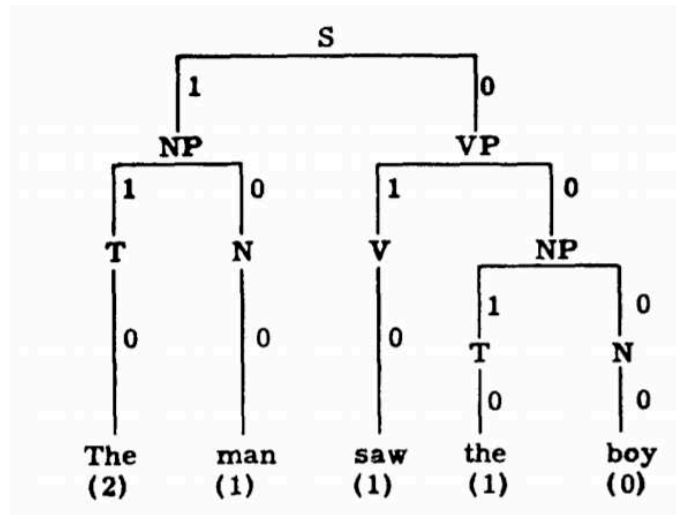 S
1 0
NP VP
1 0 1 0
T N V NP
1 0
0 0 0 T N
0 0
The man saw the boy
(2) (1) (1) (1) (0)